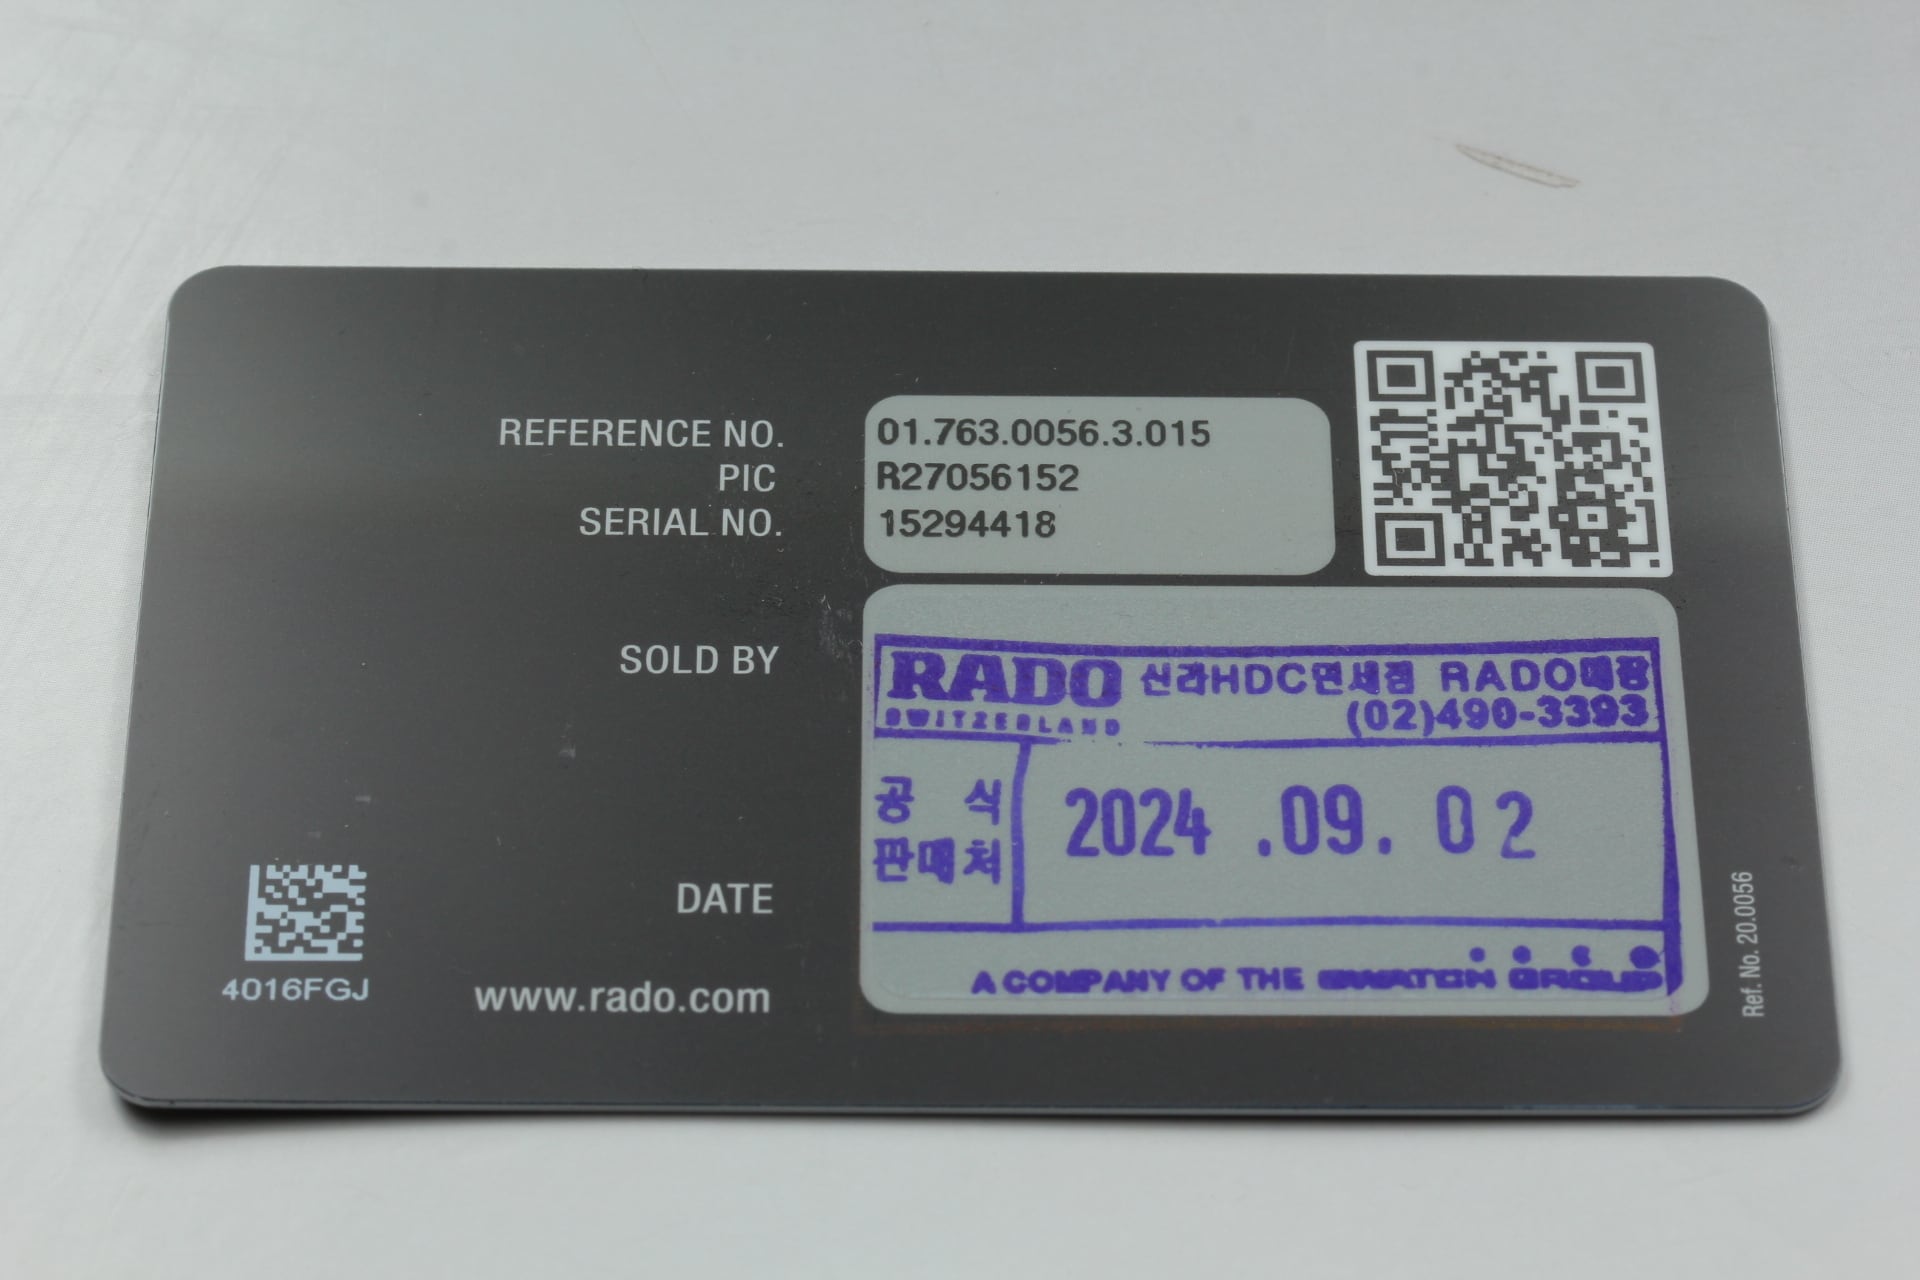 REFERENCE NO. 01.763.0056.3.015
PIC R27056152
SERIAL NO. 15294418
SOLD BY
RADO 신라HDC면세점 RADO매장
SWITZERLAND (02)490-3393
공 식
판매처
2024 .09. 02
DATE
A COMPANY OF THE SWATCH GROUP
4016FGJ
www.rado.com
Ref. No. 20.0056